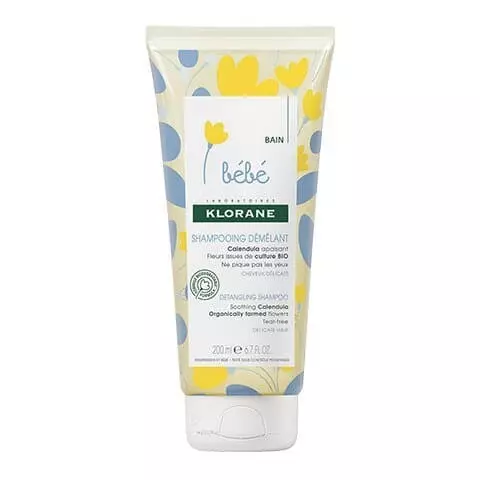 BAIN
bébé
LABORATOIRES
KLORANE
SHAMPOOING DÉMÊLANT
Calendula apaisant
Fleurs issues de culture BIO
Ne pique pas les yeux
CHEVEUX DÉLICATS
DETANGLING SHAMPOO
Soothing Calendula
Organically farmed flowers
Tear-free
DELICATE HAIR
200 ml e 6.7 FL.OZ.